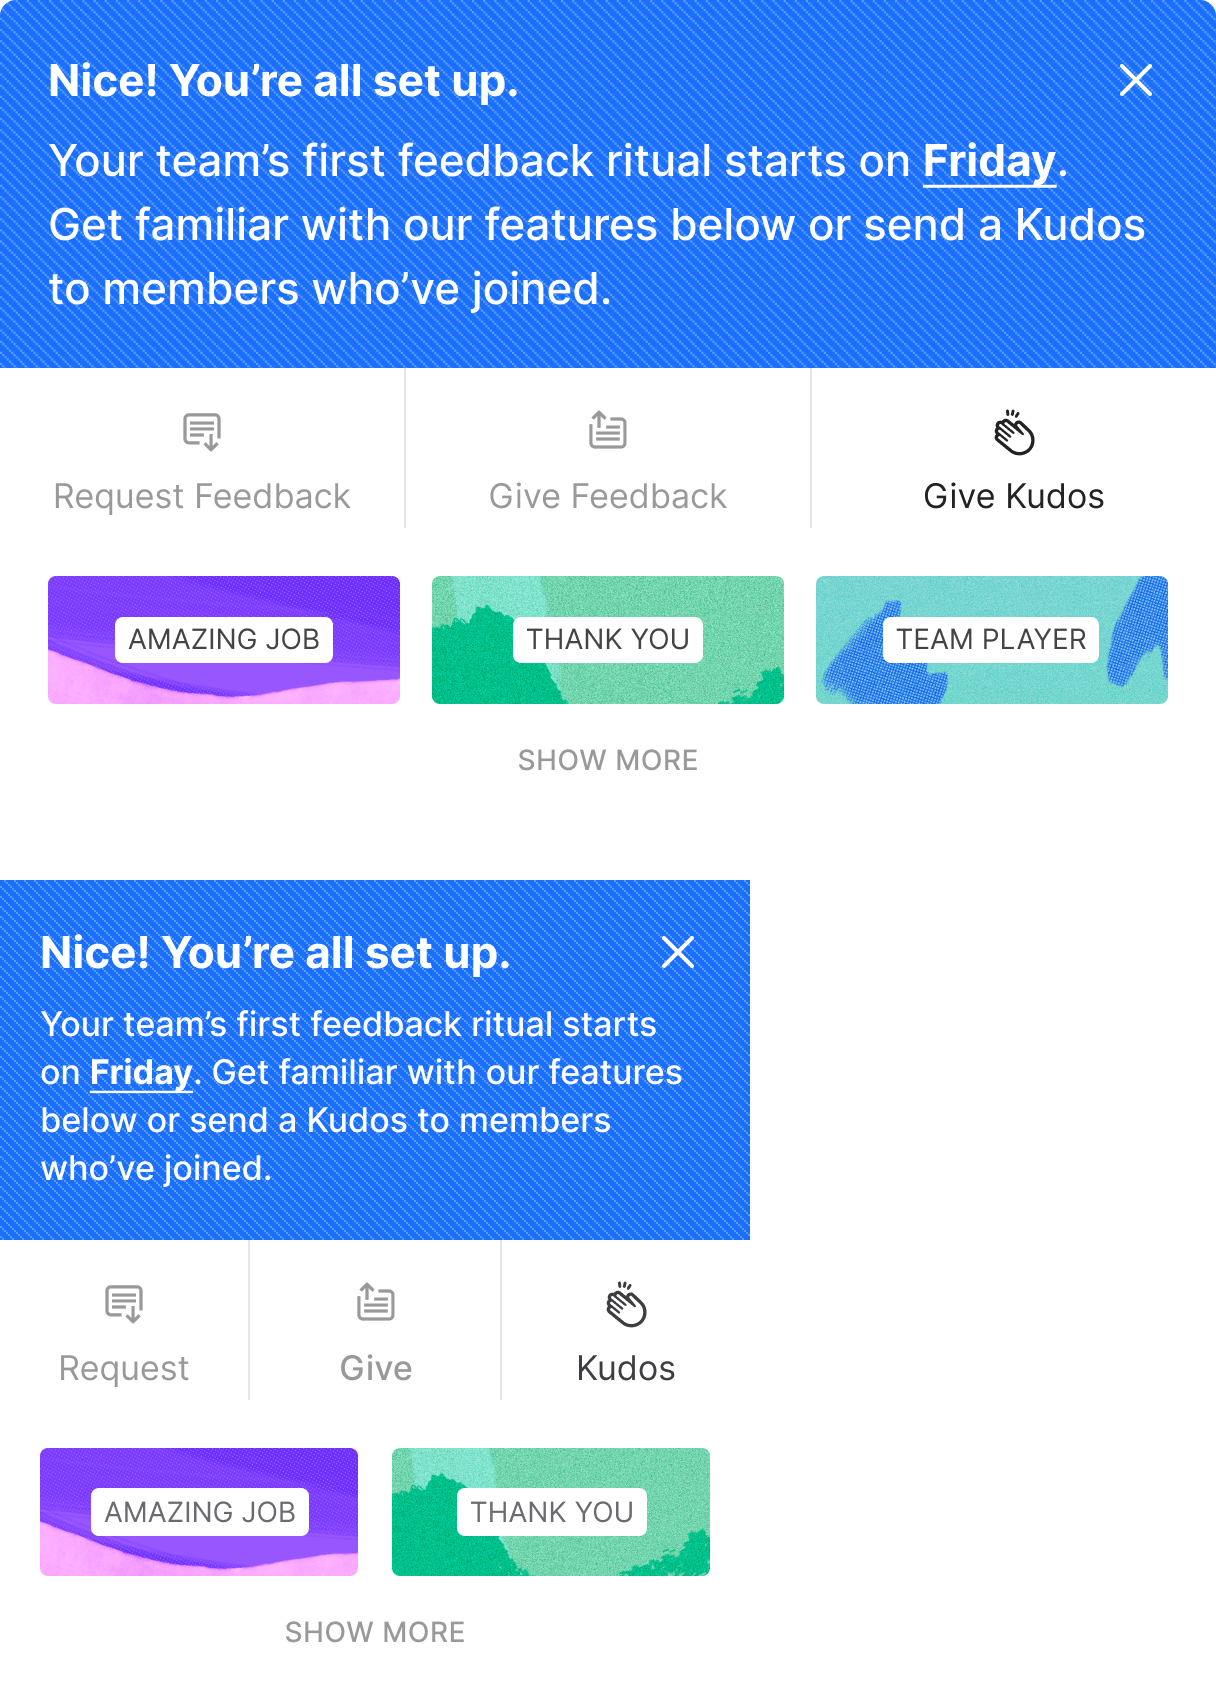 Nice! You’re all set up.
Your team’s first feedback ritual starts on Friday.
Get familiar with our features below or send a Kudos
to members who’ve joined.
Request Feedback
Give Feedback
Give Kudos
AMAZING JOB
THANK YOU
TEAM PLAYER
SHOW MORE
Nice! You’re all set up.
Your team’s first feedback ritual starts
on Friday. Get familiar with our features
below or send a Kudos to members
who’ve joined.
Request
Give
Kudos
AMAZING JOB
THANK YOU
SHOW MORE